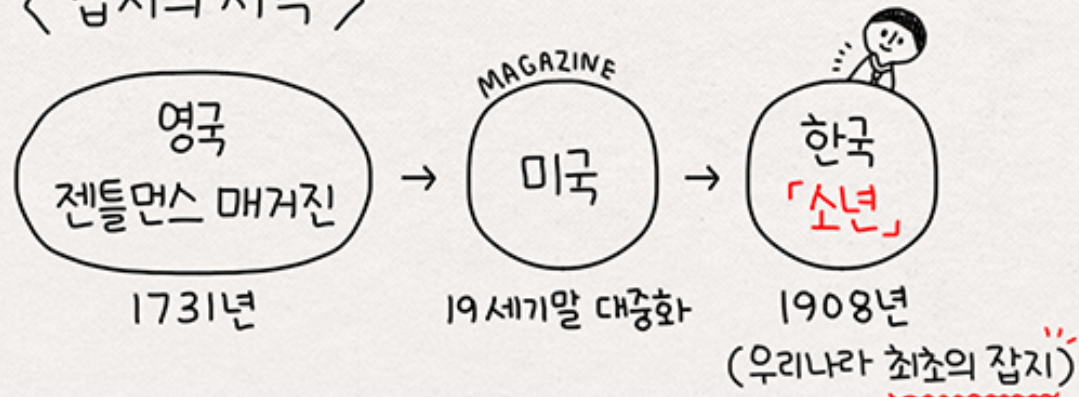 영국
젠틀먼스 매거진
1731년
→
MAGAZINE
미국
19세기말 대중화
→
한국
「소년」
1908년
(우리나라 최초의 잡지)